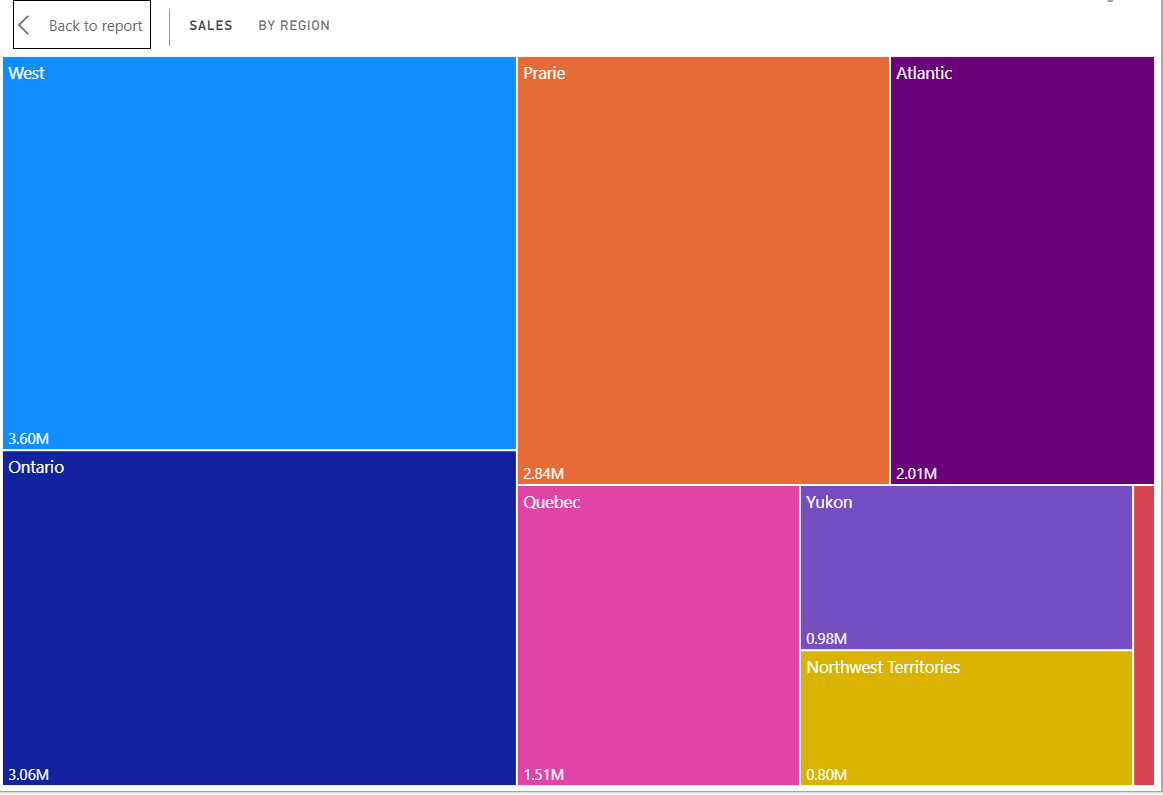 Back to report
SALES BY REGION
West
3.60M
Ontario
3.06M
Prarie
2.84M
Atlantic
2.01M
Quebec
1.51M
Yukon
0.98M
Northwest Territories
0.80M